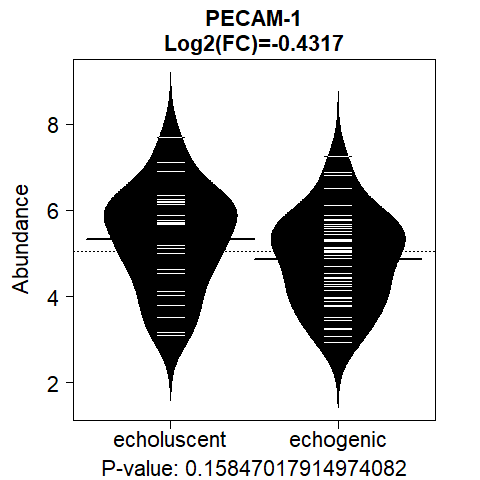 PECAM-1
Log2(FC)=-0.4317
Abundance
8
6
4
2
echoluscent echogenic
P-value: 0.15847017914974082